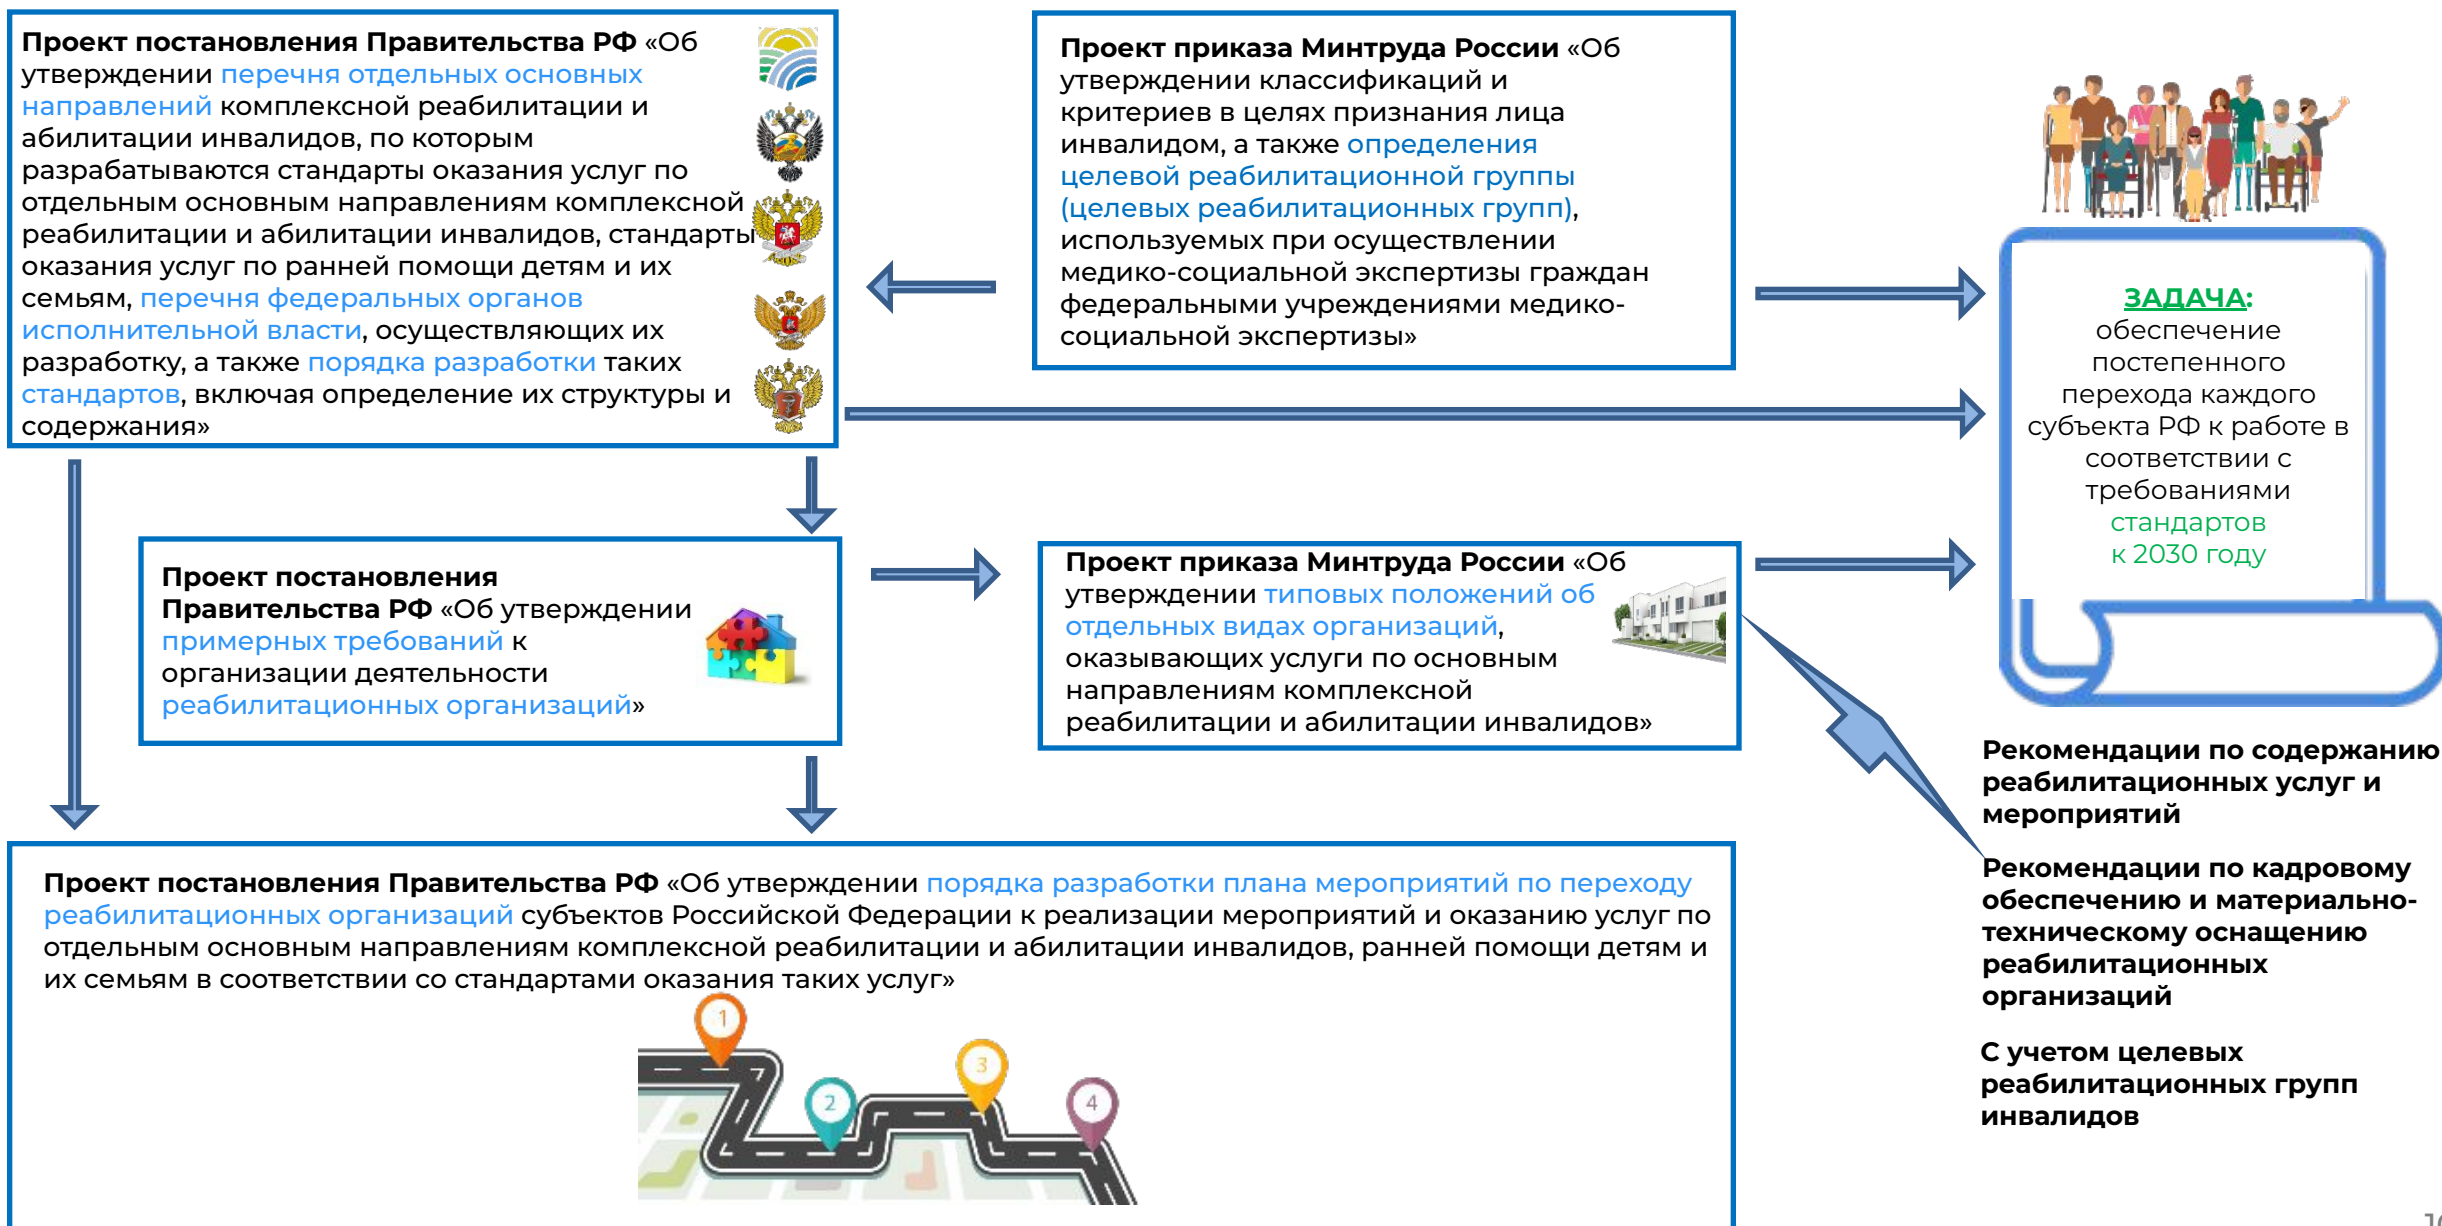 Проект постановления Правительства РФ «Об
утверждении перечня отдельных основных
направлений комплексной реабилитации и
абилитации инвалидов, по которым
разрабатываются стандарты оказания услуг по
отдельным основным направлениям комплексной
реабилитации и абилитации инвалидов, стандарты
оказания услуг по ранней помощи детям и их
семьям, перечня федеральных органов
исполнительной власти, осуществляющих их
разработку, а также порядка разработки таких
стандартов, включая определение их структуры и
содержания»
Проект приказа Минтруда России «Об
утверждении классификаций и
критериев в целях признания лица
инвалидом, а также определения
целевой реабилитационной группы
(целевых реабилитационных групп),
используемых при осуществлении
медико-социальной экспертизы граждан
федеральными учреждениями медико-
социальной экспертизы»
ЗАДАЧА:
обеспечение
постепенного
перехода каждого
субъекта РФ к работе в
соответствии с
требованиями
стандартов
к 2030 году
Проект постановления
Правительства РФ «Об утверждении
примерных требований к
организации деятельности
реабилитационных организаций»
Проект приказа Минтруда России «Об
утверждении типовых положений об
отдельных видах организаций,
оказывающих услуги по основным
направлениям комплексной
реабилитации и абилитации инвалидов»
Рекомендации по содержанию
реабилитационных услуг и
мероприятий
Рекомендации по кадровому
обеспечению и материально-
техническому оснащению
реабилитационных
организаций
С учетом целевых
реабилитационных групп
инвалидов
Проект постановления Правительства РФ «Об утверждении порядка разработки плана мероприятий по переходу
реабилитационных организаций субъектов Российской Федерации к реализации мероприятий и оказанию услуг по
отдельным основным направлениям комплексной реабилитации и абилитации инвалидов, ранней помощи детям и
их семьям в соответствии со стандартами оказания таких услуг»
1
2
3
4